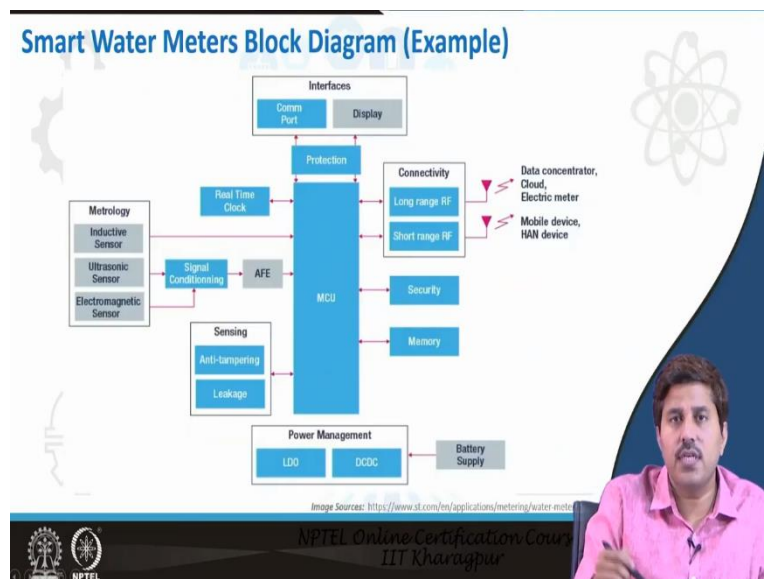 Smart Water Meters Block Diagram (Example)
Interfaces
Comm
Port
Display
Protection
Real Time
Clock
Connectivity
Long range RF
Short range RF
Data concentrator,
Cloud,
Electric meter
Mobile device,
HAN device
Metrology
Inductive
Sensor
Ultrasonic
Sensor
Electromagnetic
Sensor
Signal
Conditionning
AFE
MCU
Security
Memory
Sensing
Anti-tampering
Leakage
Power Management
LDO
DCDC
Battery
Supply
Image Sources: https://www.st.com/en/applications/metering/water-meter
NPTEL Online Certification Cours
IIT Kharagpur
NPTEL